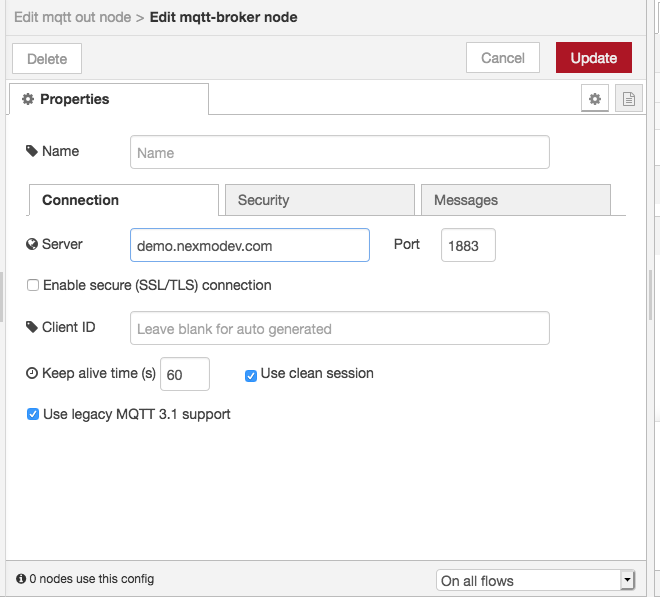 Edit mqtt out node > Edit mqtt-broker node
Delete
Cancel
Update
Properties
Name
Name
Connection
Security
Messages
Server
demo.nexmodev.com
Port
1883
Enable secure (SSL/TLS) connection
Client ID
Leave blank for auto generated
Keep alive time (s)
60
Use clean session
Use legacy MQTT 3.1 support
0 nodes use this config
On all flows